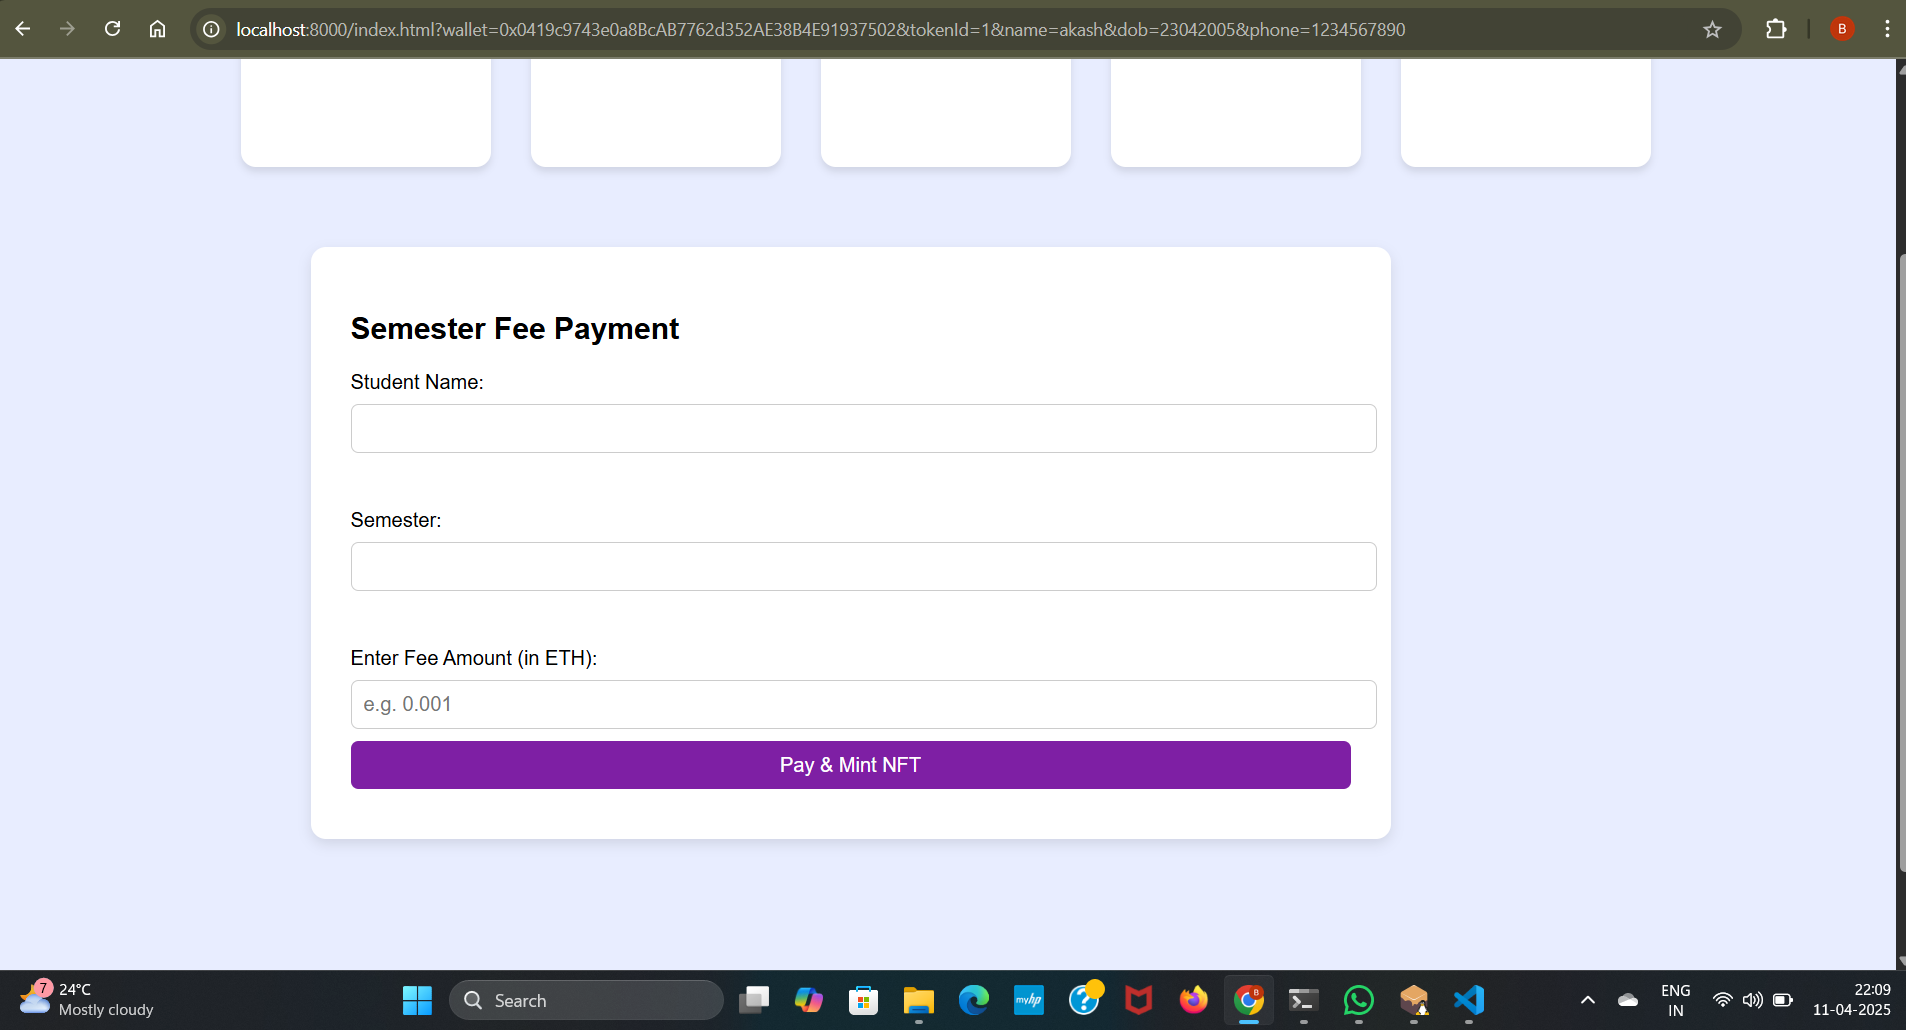 localhost:8000/index.html?wallet=0x0419c9743e0a8BcAB7762d352AE38B4E91937502&tokenId=1&name=akash&dob=23042005&phone=1234567890
B
Semester Fee Payment
Student Name:
Semester:
Enter Fee Amount (in ETH):
e.g. 0.001
Pay & Mint NFT
7
24°C
Mostly cloudy
Search
myhp
?
B
ENG
IN
22:09
11-04-2025